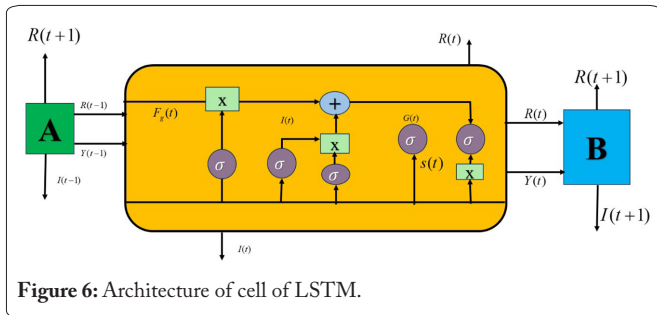 R(t+1)
A
R(t−1)
Y(t−1)
I(t−1)
R(t)
F_g(t)
x
σ
I(t)
σ
+
x
σ
G(t)
σ
s(t)
σ
x
I(t)
R(t)
Y(t)
R(t+1)
B
I(t+1)
Figure 6: Architecture of cell of LSTM.